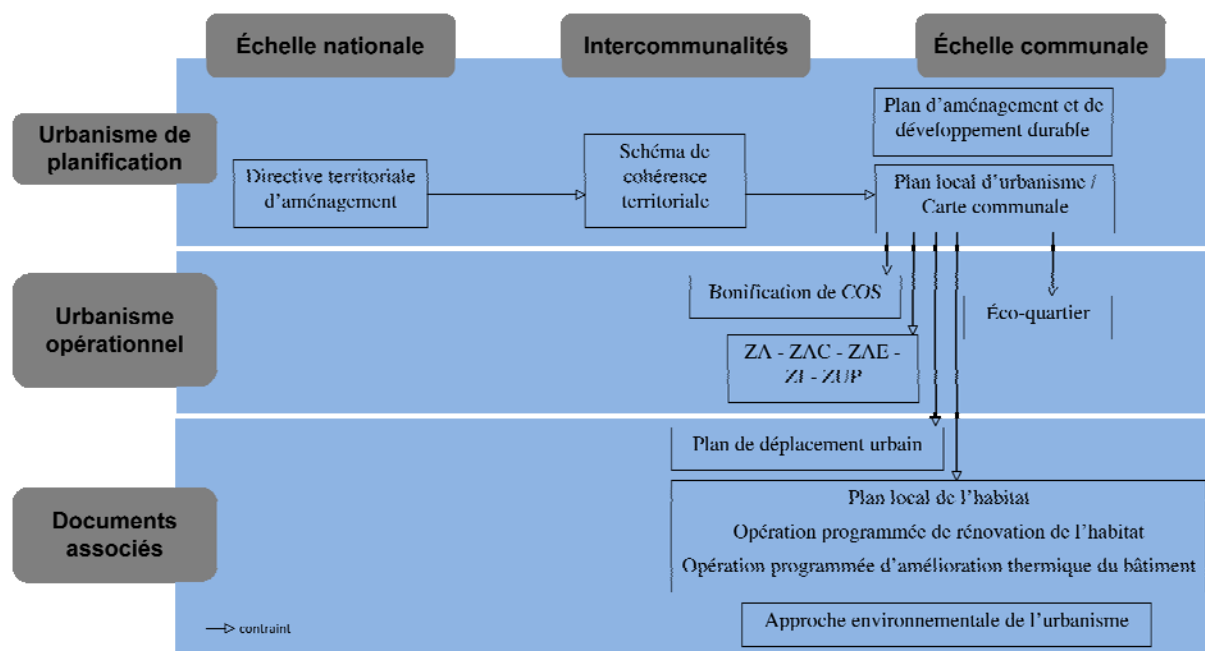 Échelle nationale
Intercommunalités
Échelle communale
Urbanisme de
planification
Plan d'aménagement et de
développement durable
Directive territoriale
d'aménagement
Schéma de
cohérence
territoriale
Plan local d'urbanisme /
Carte communale
Urbanisme
opérationnel
Bonification de COS
Éco-quartier
ZA - ZAC - ZAE -
ZI - ZUP
Documents
associés
Plan de déplacement urbain
Plan local de l'habitat
Opération programmée de rénovation de l'habitat
Opération programmée d'amélioration thermique du bâtiment
Approche environnementale de l'urbanisme
contraint